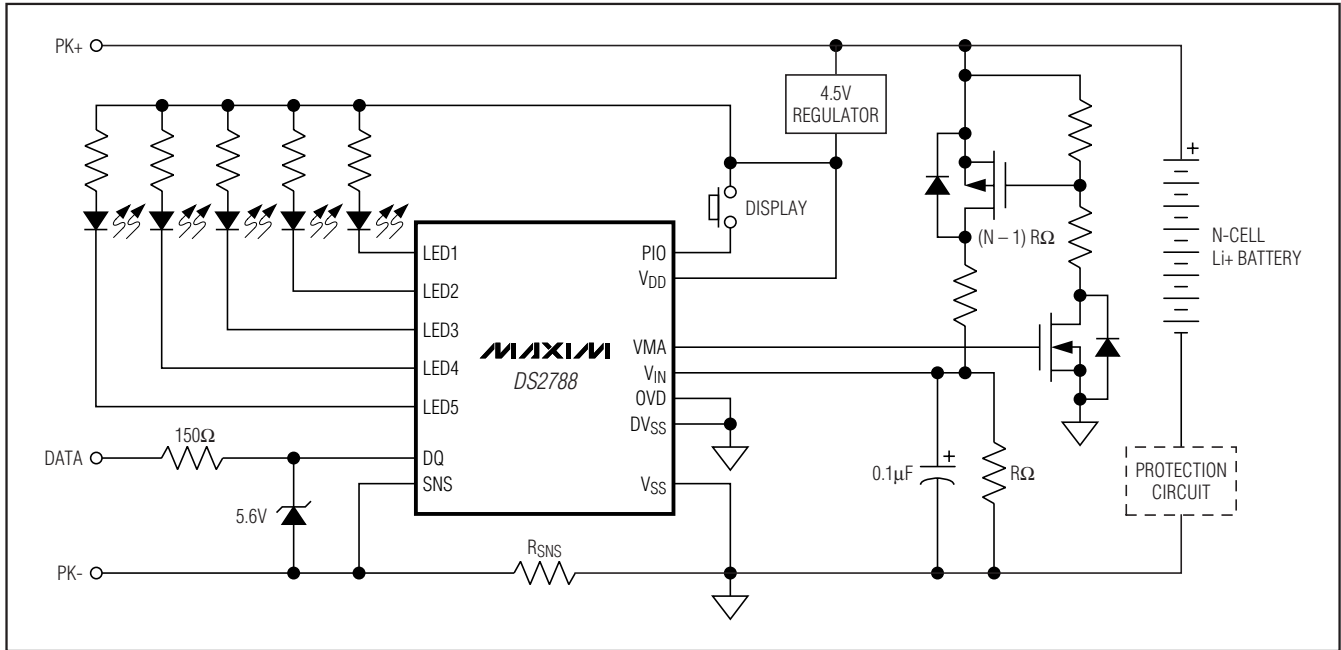 PK+
4.5V
REGULATOR
DISPLAY
(N – 1) RΩ
N-CELL
Li+ BATTERY
+
LED1
LED2
LED3
LED4
LED5
DQ
SNS
MAXIM
DS2788
PIO
VDD
VMA
VIN
OVD
DVSS
VSS
DATA
150Ω
5.6V
0.1µF
+
RΩ
PROTECTION
CIRCUIT
RSNS
PK-